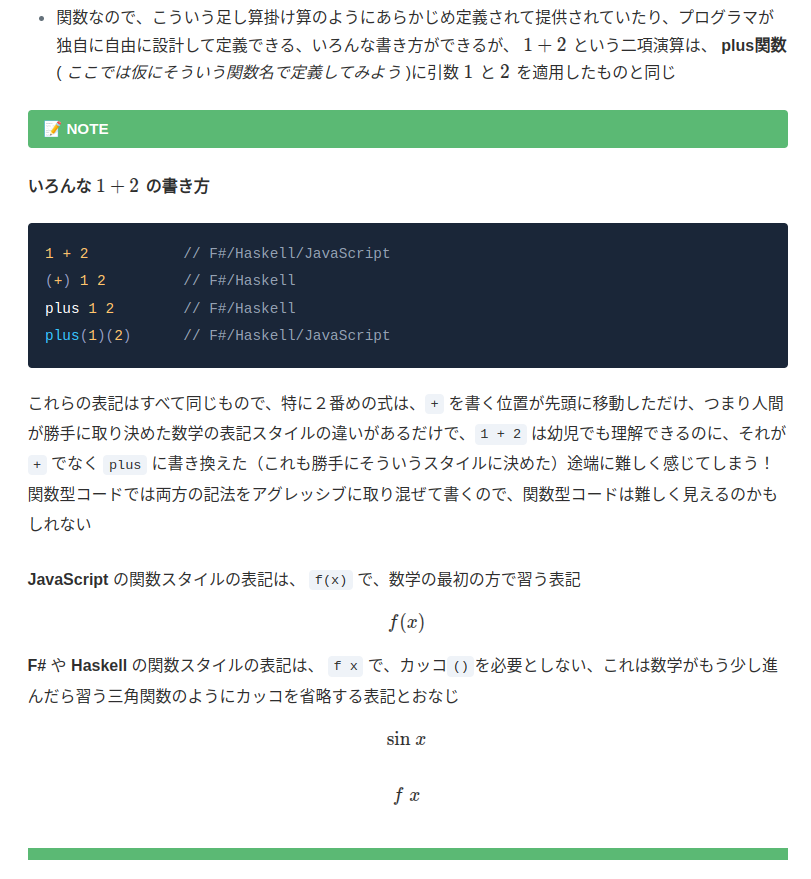 • 関数なので、こういう足し算掛け算のようにあらかじめ定義されて提供されていたり、プログラマが
独自に自由に設計して定義できる、いろんな書き方ができるが、 1 + 2 という二項演算は、 plus関数
( ここでは仮にそういう関数名で定義してみよう )に引数 1 と 2 を適用したものと同じ
📝 NOTE
いろんな 1 + 2 の書き方
1 + 2 // F#/Haskell/JavaScript
(+) 1 2 // F#/Haskell
plus 1 2 // F#/Haskell
plus(1)(2) // F#/Haskell/JavaScript
これらの表記はすべて同じもので、特に２番めの式は、 + を書く位置が先頭に移動しただけ、つまり人間
が勝手に取り決めた数学の表記スタイルの違いがあるだけで、 1 + 2 は幼児でも理解できるのに、それが
+ でなく plus に書き換えた（これも勝手にそういうスタイルに決めた）途端に難しく感じてしまう！
関数型コードでは両方の記法をアグレッシブに取り混ぜて書くので、関数型コードは難しく見えるのかも
しれない
JavaScript の関数スタイルの表記は、 f(x) で、数学の最初の方で習う表記
f(x)
F# や Haskell の関数スタイルの表記は、 f x で、カッコ () を必要としない、これは数学がもう少し進
んだら習う三角関数のようにカッコを省略する表記とおなじ
sin x
f x